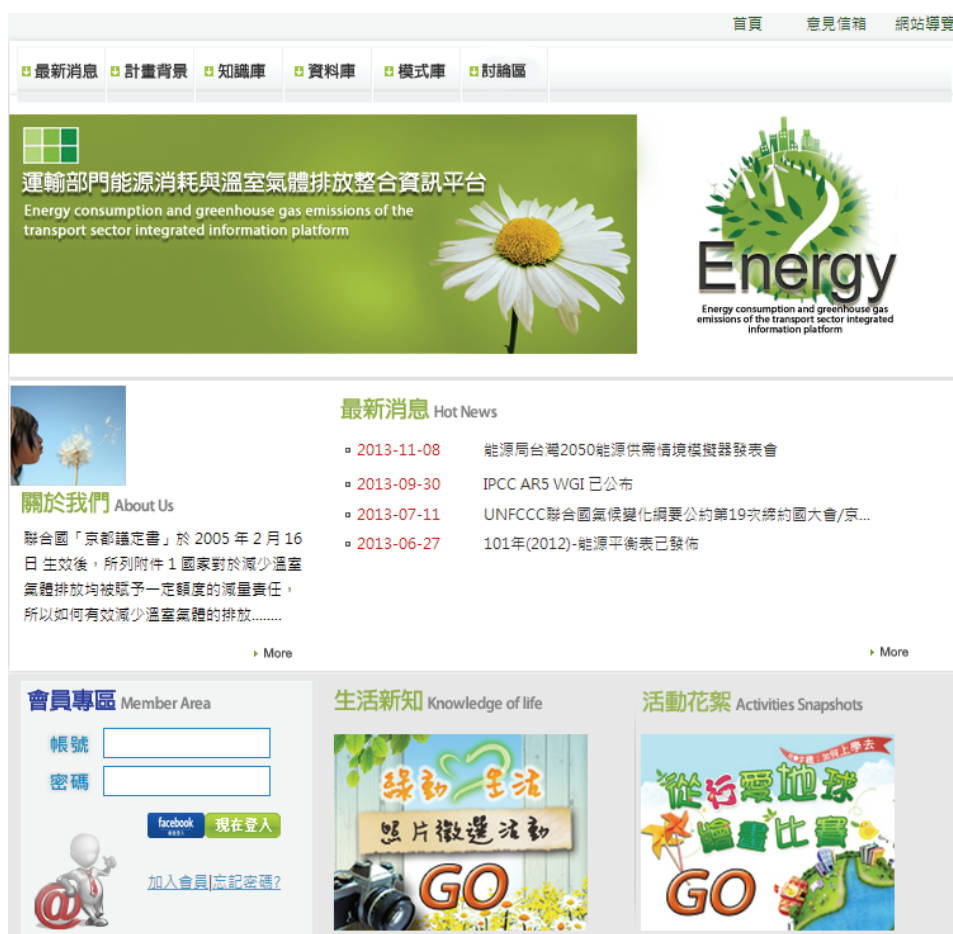 首頁 意見信箱 網站導覽
最新消息 計畫背景 知識庫 資料庫 模式庫 討論區
運輸部門能源消耗與溫室氣體排放整合資訊平台
Energy consumption and greenhouse gas emissions of the
transport sector integrated information platform
Energy
Energy consumption and greenhouse gas
emissions of the transport sector integrated
information platform
關於我們 About Us
聯合國「京都議定書」於 2005 年 2 月 16
日 生效後，所列附件 1 國家對於減少溫室
氣體排放均被賦予一定額度的減量責任，
所以如何有效減少溫室氣體的排放........
More
最新消息 Hot News
2013-11-08 能源局台灣2050能源供需情境模擬器發表會
2013-09-30 IPCC AR5 WGI 已公布
2013-07-11 UNFCCC聯合國氣候變化綱要公約第19次締約國大會/京...
2013-06-27 101年(2012)-能源平衡表已發佈
More
會員專區 Member Area
帳號
密碼
facebook
現在登入
加入會員|忘記密碼?
@
生活新知 Knowledge of life
綠動生活
照片徵選活動
GO
活動花絮 Activities Snapshots
如何上學去
從行愛地球
繪畫比賽
GO